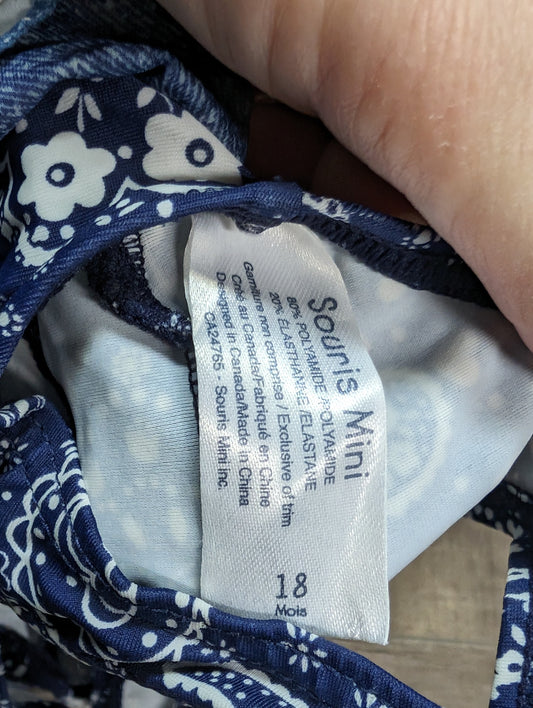 Souris Mini
80% POLYAMIDE /POLYAMIDE
20% ELASTHANNE /ELASTANE
Garniture non comprise / Exclusive of trim
Créé au Canada/Fabriqué en Chine
Designed in Canada/Made in China
CA24765 - Souris Mini inc.
18
Mois